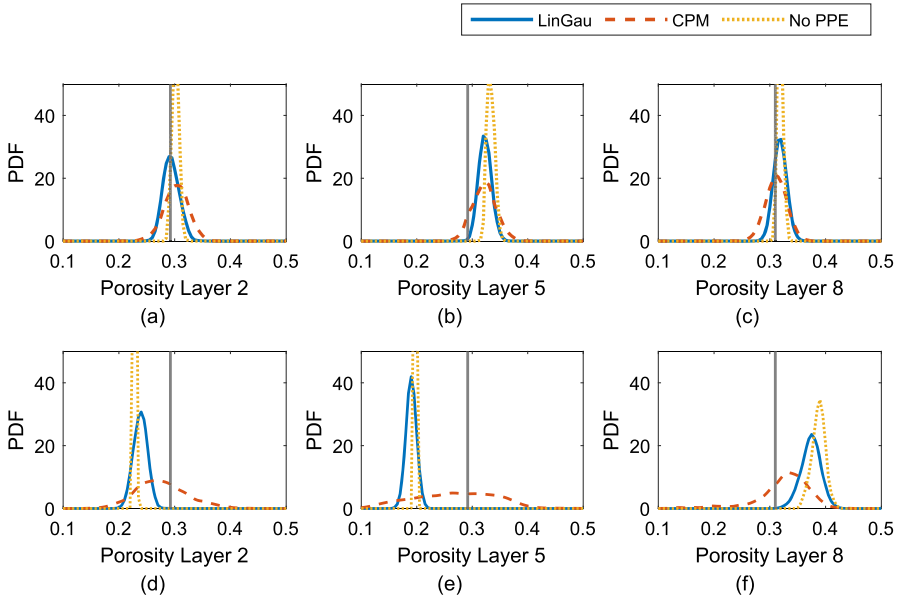 LinGau CPM No PPE
PDF
40
20
0
0.1 0.2 0.3 0.4 0.5
Porosity Layer 2
(a)
PDF
40
20
0
0.1 0.2 0.3 0.4 0.5
Porosity Layer 5
(b)
PDF
40
20
0
0.1 0.2 0.3 0.4 0.5
Porosity Layer 8
(c)
PDF
40
20
0
0.1 0.2 0.3 0.4 0.5
Porosity Layer 2
(d)
PDF
40
20
0
0.1 0.2 0.3 0.4 0.5
Porosity Layer 5
(e)
PDF
40
20
0
0.1 0.2 0.3 0.4 0.5
Porosity Layer 8
(f)